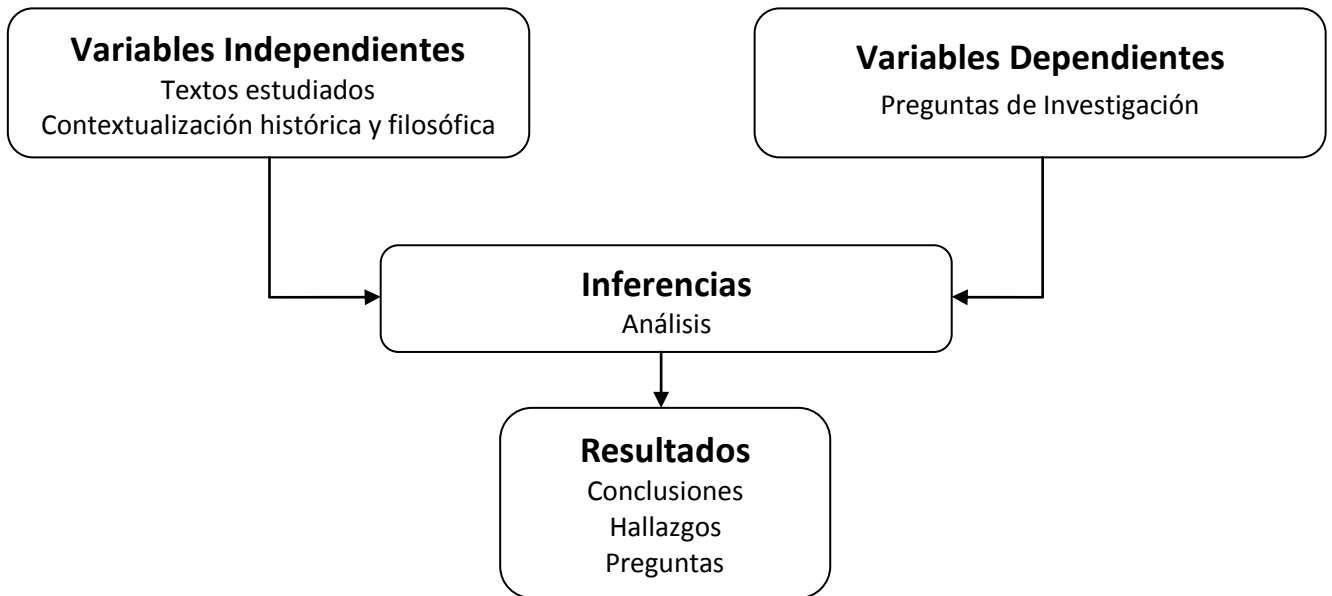 Variables Independientes
Textos estudiados
Contextualización histórica y filosófica
Variables Dependientes
Preguntas de Investigación
Inferencias
Análisis
Resultados
Conclusiones
Hallazgos
Preguntas